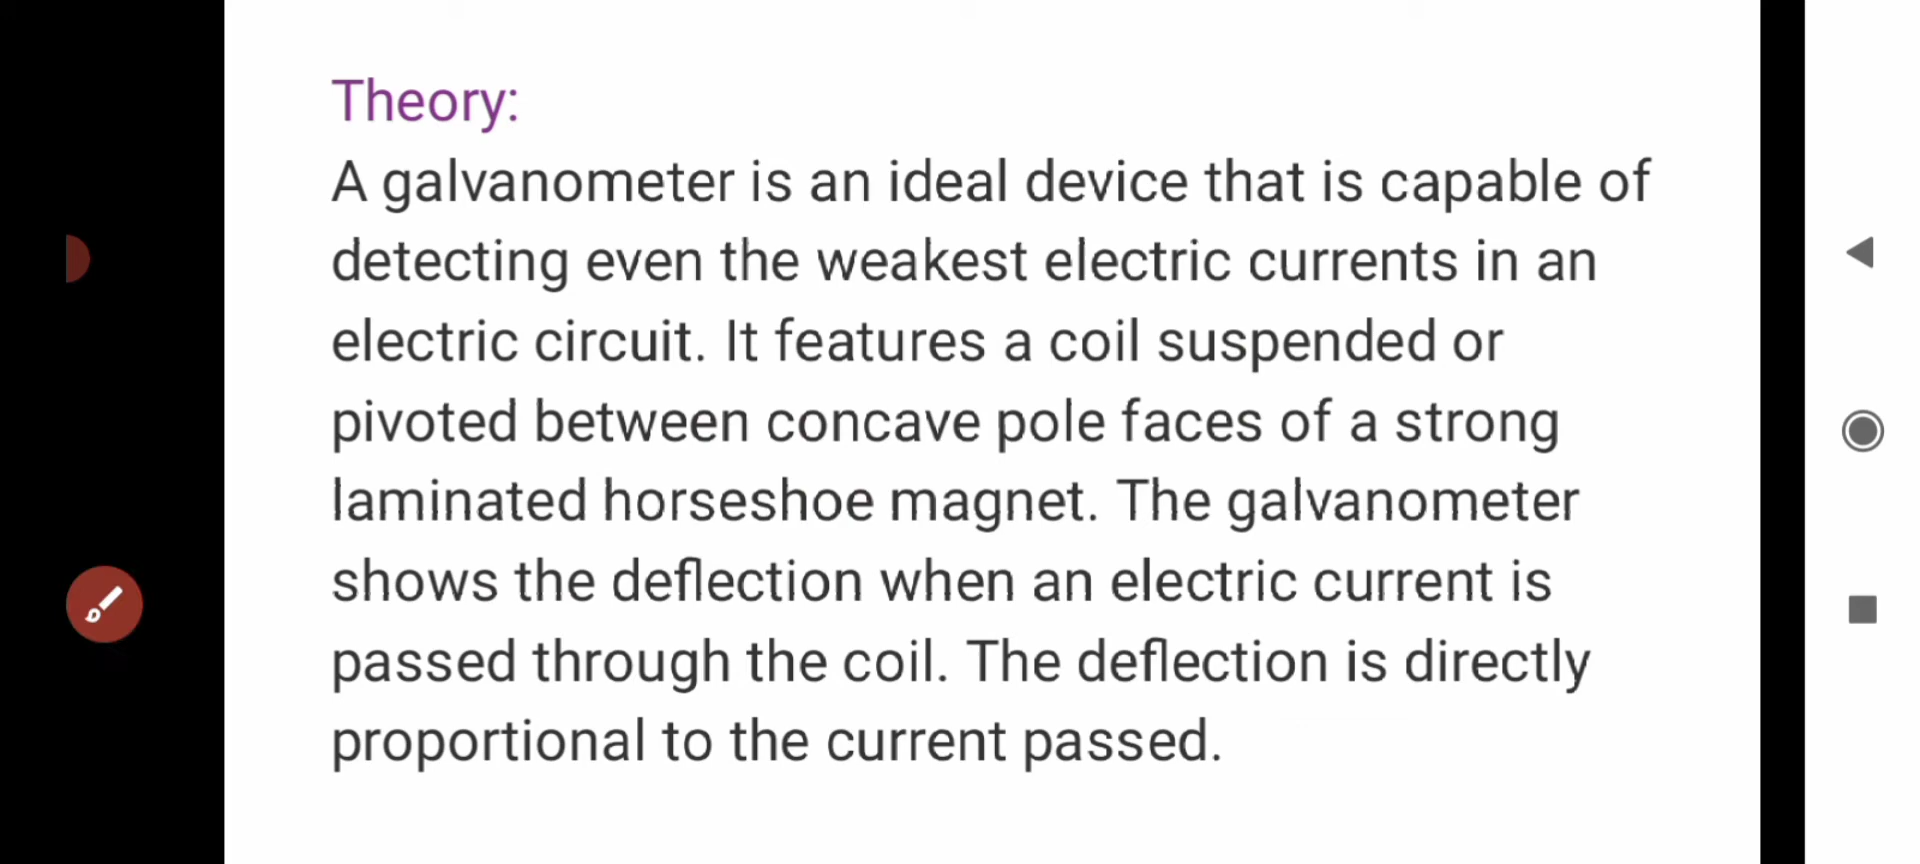 Theory:
A galvanometer is an ideal device that is capable of
detecting even the weakest electric currents in an
electric circuit. It features a coil suspended or
pivoted between concave pole faces of a strong
laminated horseshoe magnet. The galvanometer
shows the deflection when an electric current is
passed through the coil. The deflection is directly
proportional to the current passed.